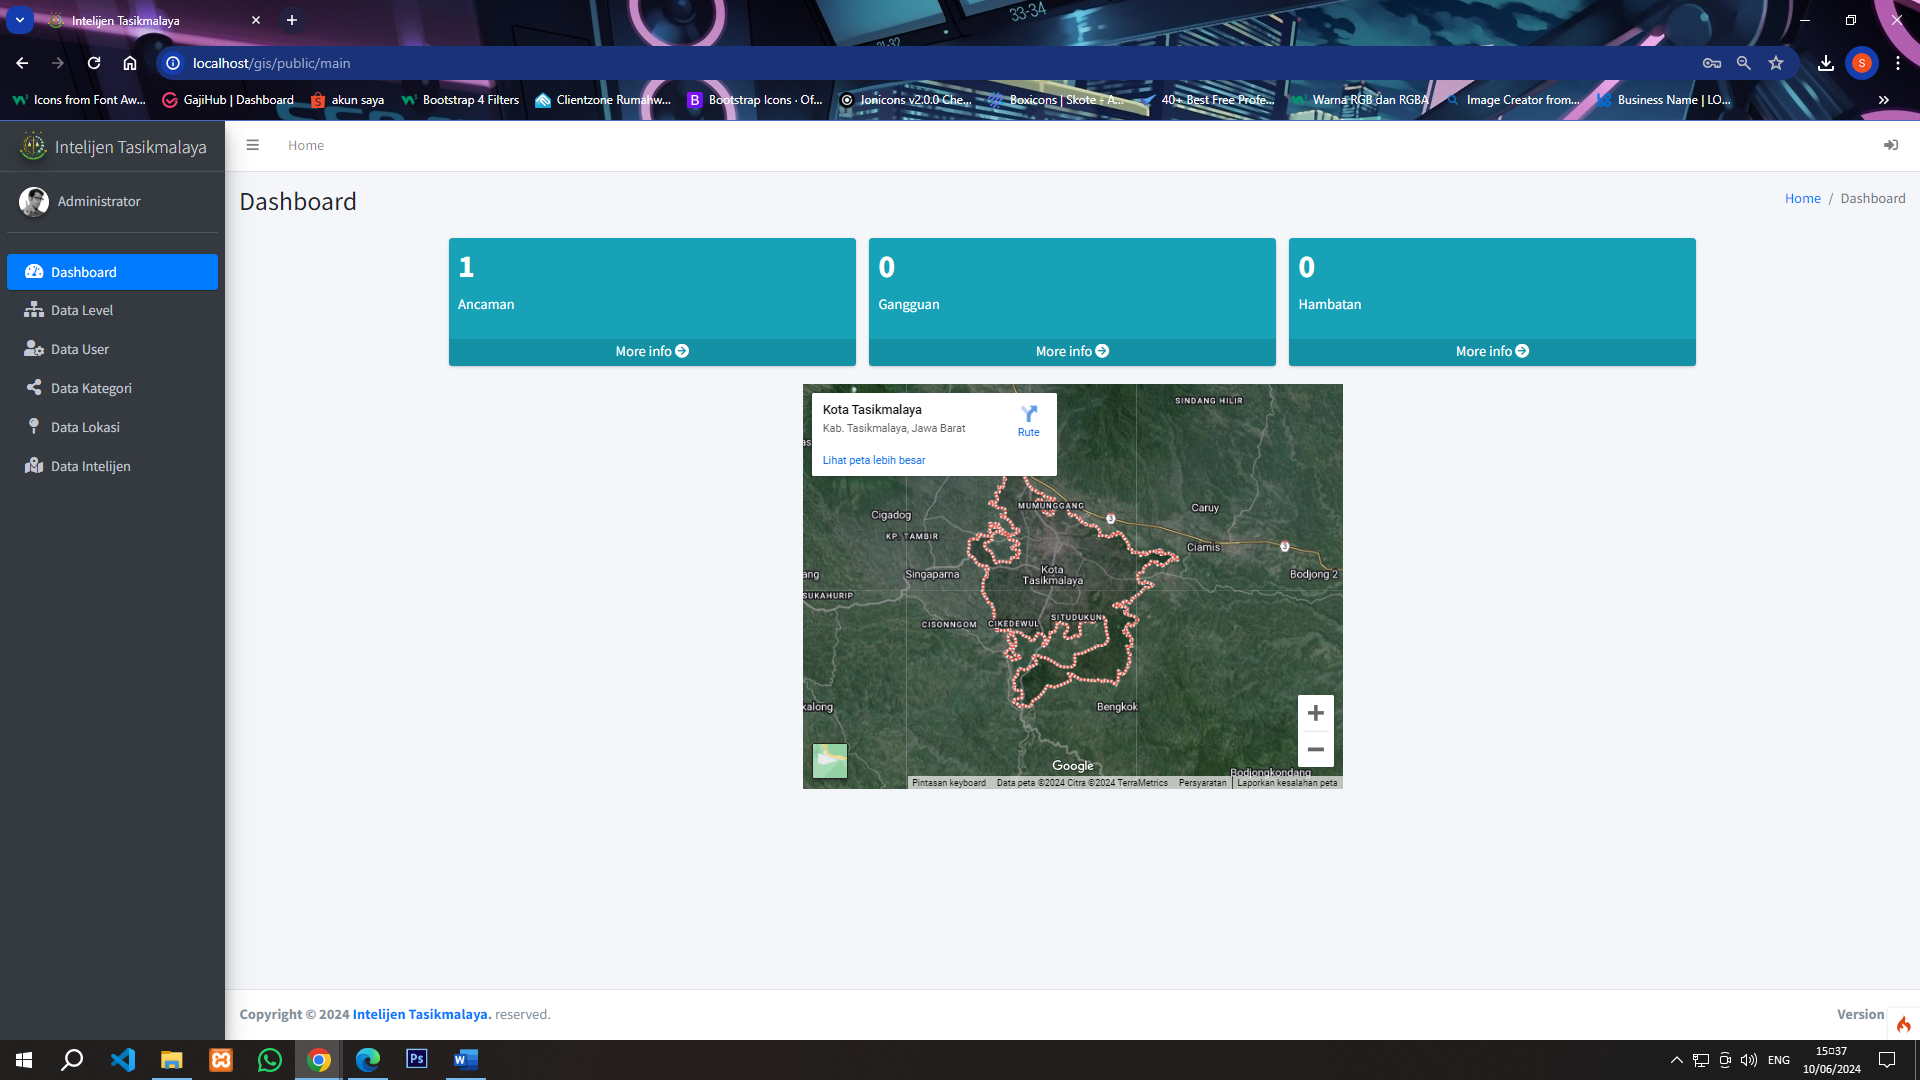 Intelijen Tasikmalaya
33-34
localhost/gis/public/main
Icons from Font Aw...
GajiHub | Dashboard
akun saya
Bootstrap 4 Filters
Clientzone Rumahw...
Bootstrap Icons · Of...
Ionicons v2.0.0 Che...
Boxicons | Skote - A...
40+ Best Free Profe...
Warna RGB dan RGBA
Image Creator from...
Business Name | LO...
Intelijen Tasikmalaya
Home
Administrator
Dashboard
Home / Dashboard
Dashboard
Data Level
Data User
Data Kategori
Data Lokasi
Data Intelijen
1
Ancaman
More info
0
Gangguan
More info
0
Hambatan
More info
Kota Tasikmalaya
Kab. Tasikmalaya, Jawa Barat
Rute
Lihat peta lebih besar
SINDANG HILIR
MUMUNGGANG
Cigadog
3
Caruy
KP. TAMBIR
Ciamis
3
Kota
Tasikmalaya
ang
Singaparna
Bodjong 2
SUKAHURIP
SITUDUKUN
CISONNGOM
CIKEDEWUL
kalong
Bengkok
Bodjongkondang
Google
Pintasan keyboard
Data peta ©2024 Citra ©2024 TerraMetrics
Persyaratan
Laporkan kesalahan peta
Copyright © 2024 Intelijen Tasikmalaya. reserved.
Version
Ps
W
ENG
15:37
10/06/2024